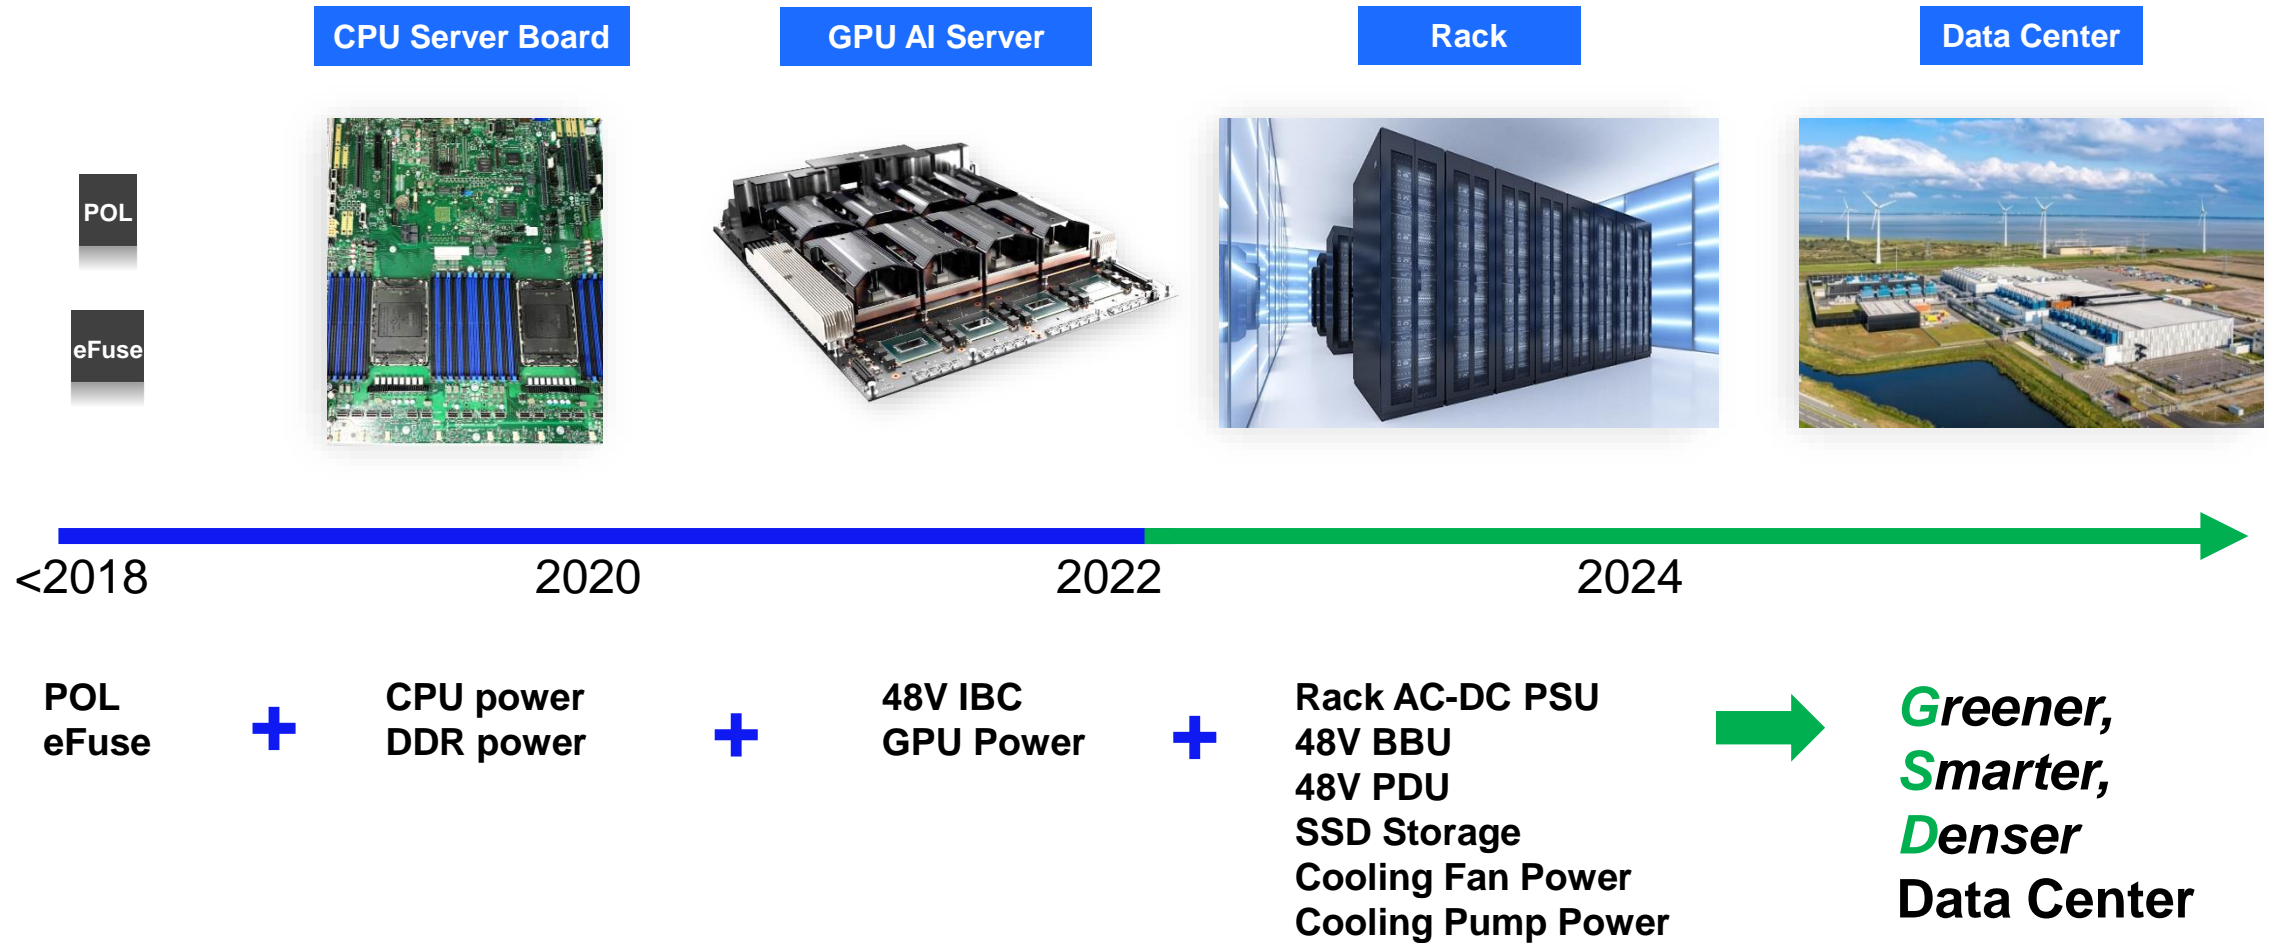 CPU Server Board
GPU AI Server
Rack
Data Center
POL
eFuse
<2018
2020
2022
2024
POL
eFuse
+
CPU power
DDR power
+
48V IBC
GPU Power
+
Rack AC-DC PSU
48V BBU
48V PDU
SSD Storage
Cooling Fan Power
Cooling Pump Power
Greener,
Smarter,
Denser
Data Center